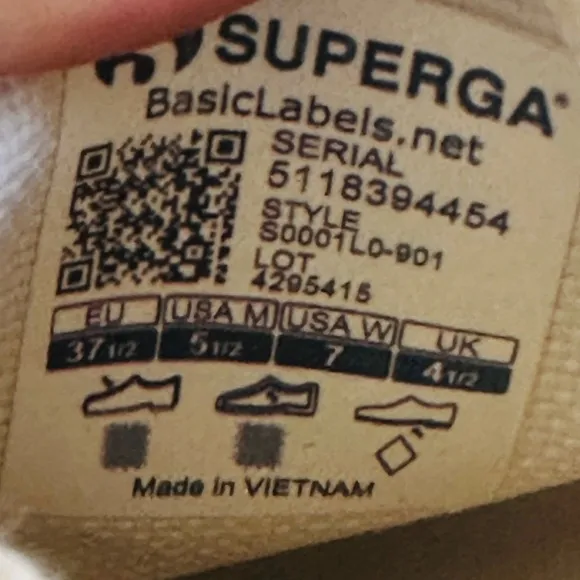 SUPERGA®
BasicLabels.net
SERIAL
5118394454
STYLE
S0001L0-901
LOT
4295415
EU USA M USA W UK
37 1/2 5 1/2 7 4 1/2
Made in VIETNAM